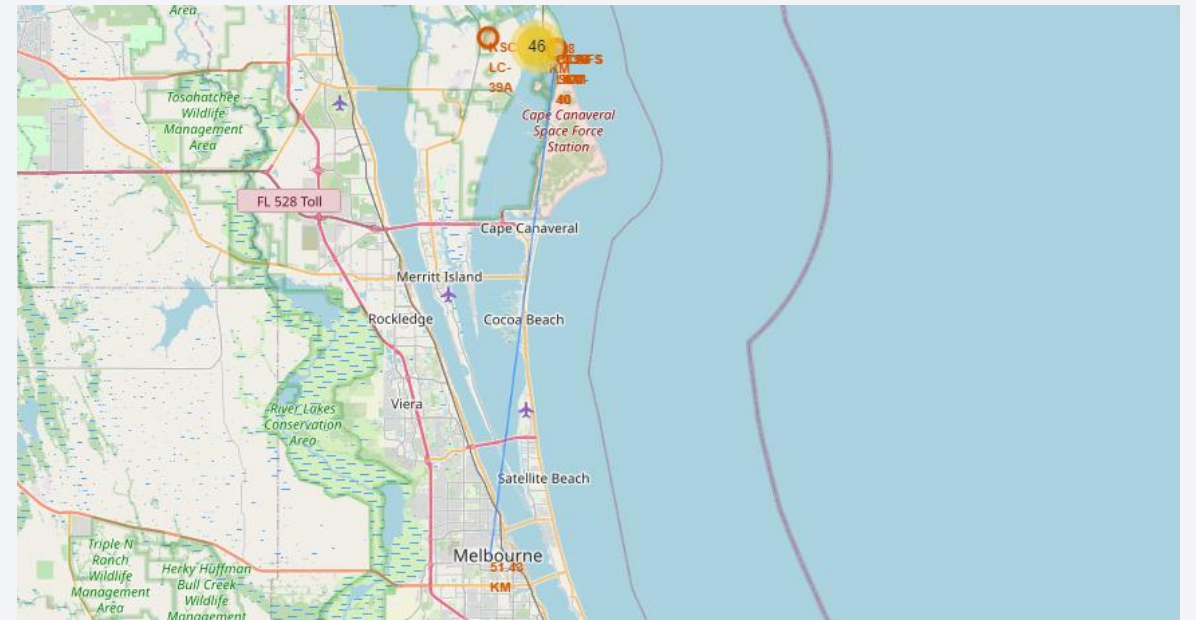 Area
46
KSC
LC-
39A
KM
40
Cape Canaveral
Space Force
Station
Tosohatchee
Wildlife
Management
Area
FL 528 Toll
Cape Canaveral
Merritt Island
Rockledge
Cocoa Beach
Viera
River Lakes
Conservation
Area
Satellite Beach
Melbourne
51.43
KM
Triple N
Ranch
Wildlife
Management
Area
Herky Huffman
Bull Creek
Wildlife
Management